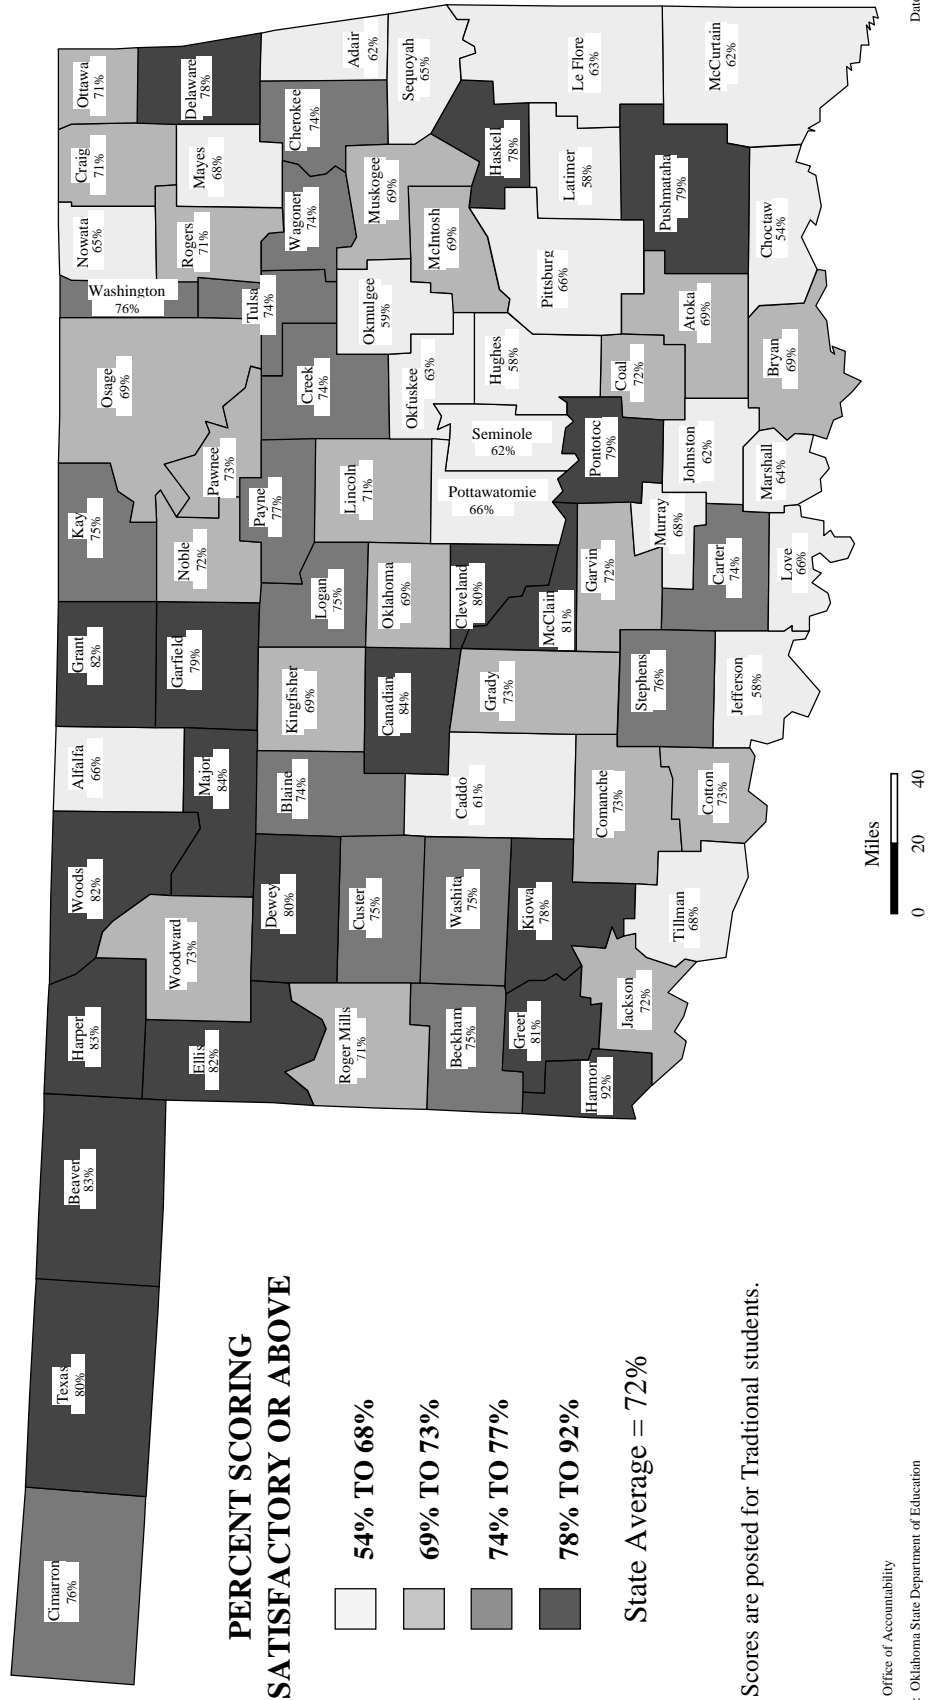 Cimarron
76%
Texas
80%
Beaver
83%
Harper
83%
Woods
82%
Alfalfa
66%
Grant
82%
Kay
75%
Osage
69%
Washington
76%
Nowata
65%
Craig
71%
Ottawa
71%
Ellis
82%
Woodward
73%
Major
84%
Garfield
79%
Noble
72%
Pawnee
73%
Rogers
71%
Mayes
68%
Delaware
78%
Dewey
80%
Blaine
74%
Kingfisher
69%
Logan
75%
Payne
77%
Creek
74%
Tulsa
74%
Wagoner
74%
Cherokee
74%
Adair
62%
Roger Mills
71%
Custer
75%
Canadian
84%
Oklahoma
69%
Lincoln
71%
Okfuskee
63%
Okmulgee
59%
Muskogee
69%
McIntosh
69%
Sequoyah
65%
Beckham
75%
Washita
75%
Caddo
61%
Grady
73%
Cleveland
80%
Pottawatomie
66%
Seminole
62%
Hughes
58%
Pittsburg
66%
Haskell
78%
Latimer
58%
Le Flore
63%
Greer
81%
Kiowa
78%
McClain
81%
Garvin
72%
Pontotoc
79%
Coal
72%
Harmon
92%
Jackson
72%
Comanche
73%
Stephens
76%
Murray
68%
Johnston
62%
Atoka
69%
Pushmataha
79%
McCurtain
62%
Tillman
68%
Cotton
73%
Jefferson
58%
Carter
74%
Love
66%
Marshall
64%
Bryan
69%
Choctaw
54%
PERCENT SCORING
SATISFACTORY OR ABOVE
54% TO 68%
69% TO 73%
74% TO 77%
78% TO 92%
State Average = 72%
Scores are posted for Tradtional students.
Miles
0 20 40
Office of Accountability
: Oklahoma State Department of Education